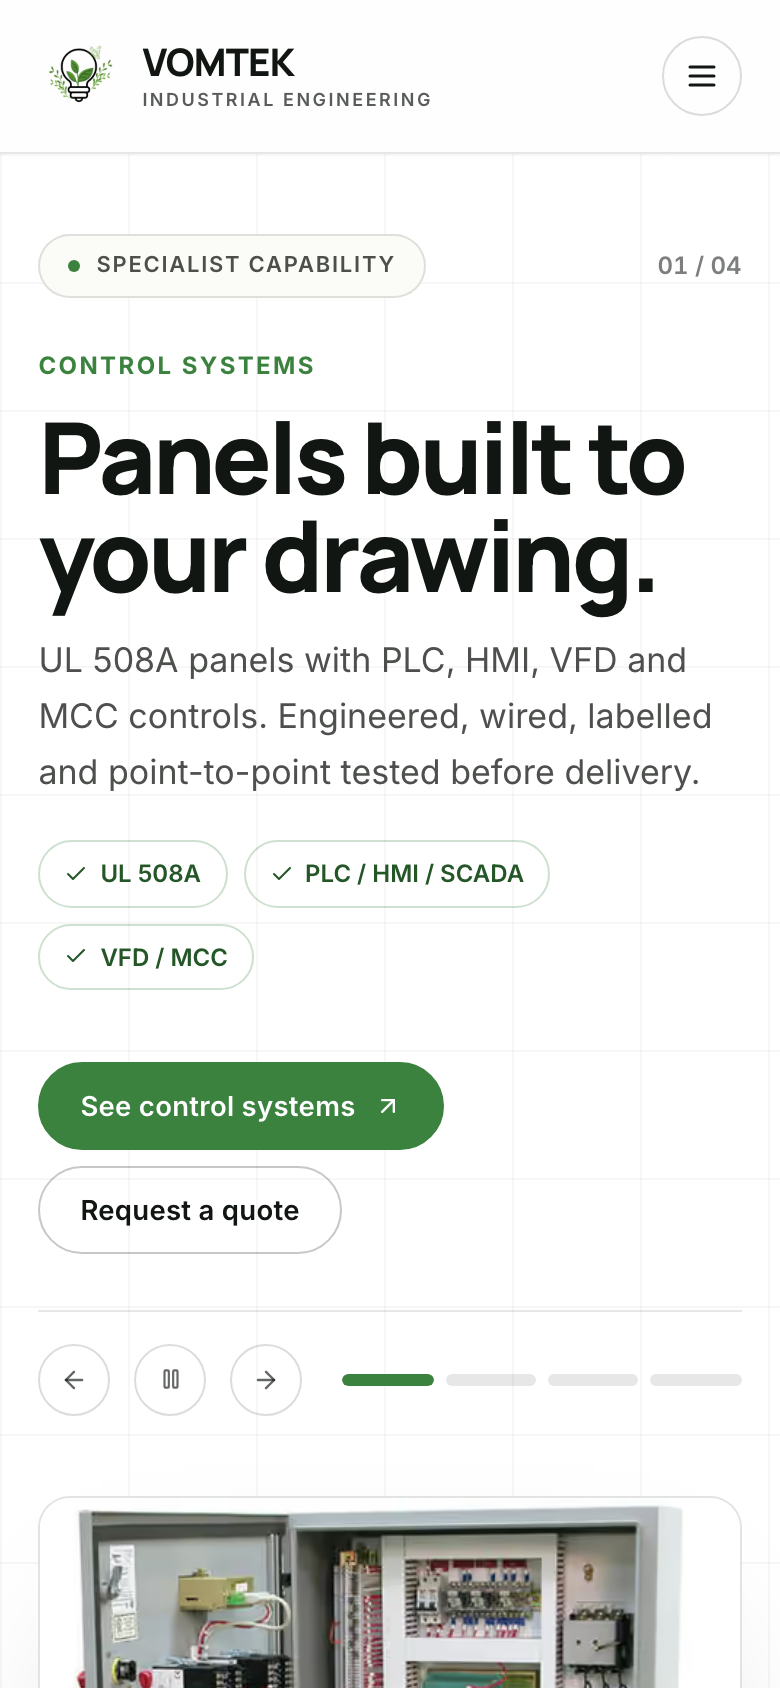 VOMTEK
INDUSTRIAL ENGINEERING
SPECIALIST CAPABILITY
01 / 04
CONTROL SYSTEMS
Panels built to
your drawing.
UL 508A panels with PLC, HMI, VFD and
MCC controls. Engineered, wired, labelled
and point-to-point tested before delivery.
UL 508A
PLC / HMI / SCADA
VFD / MCC
See control systems
Request a quote